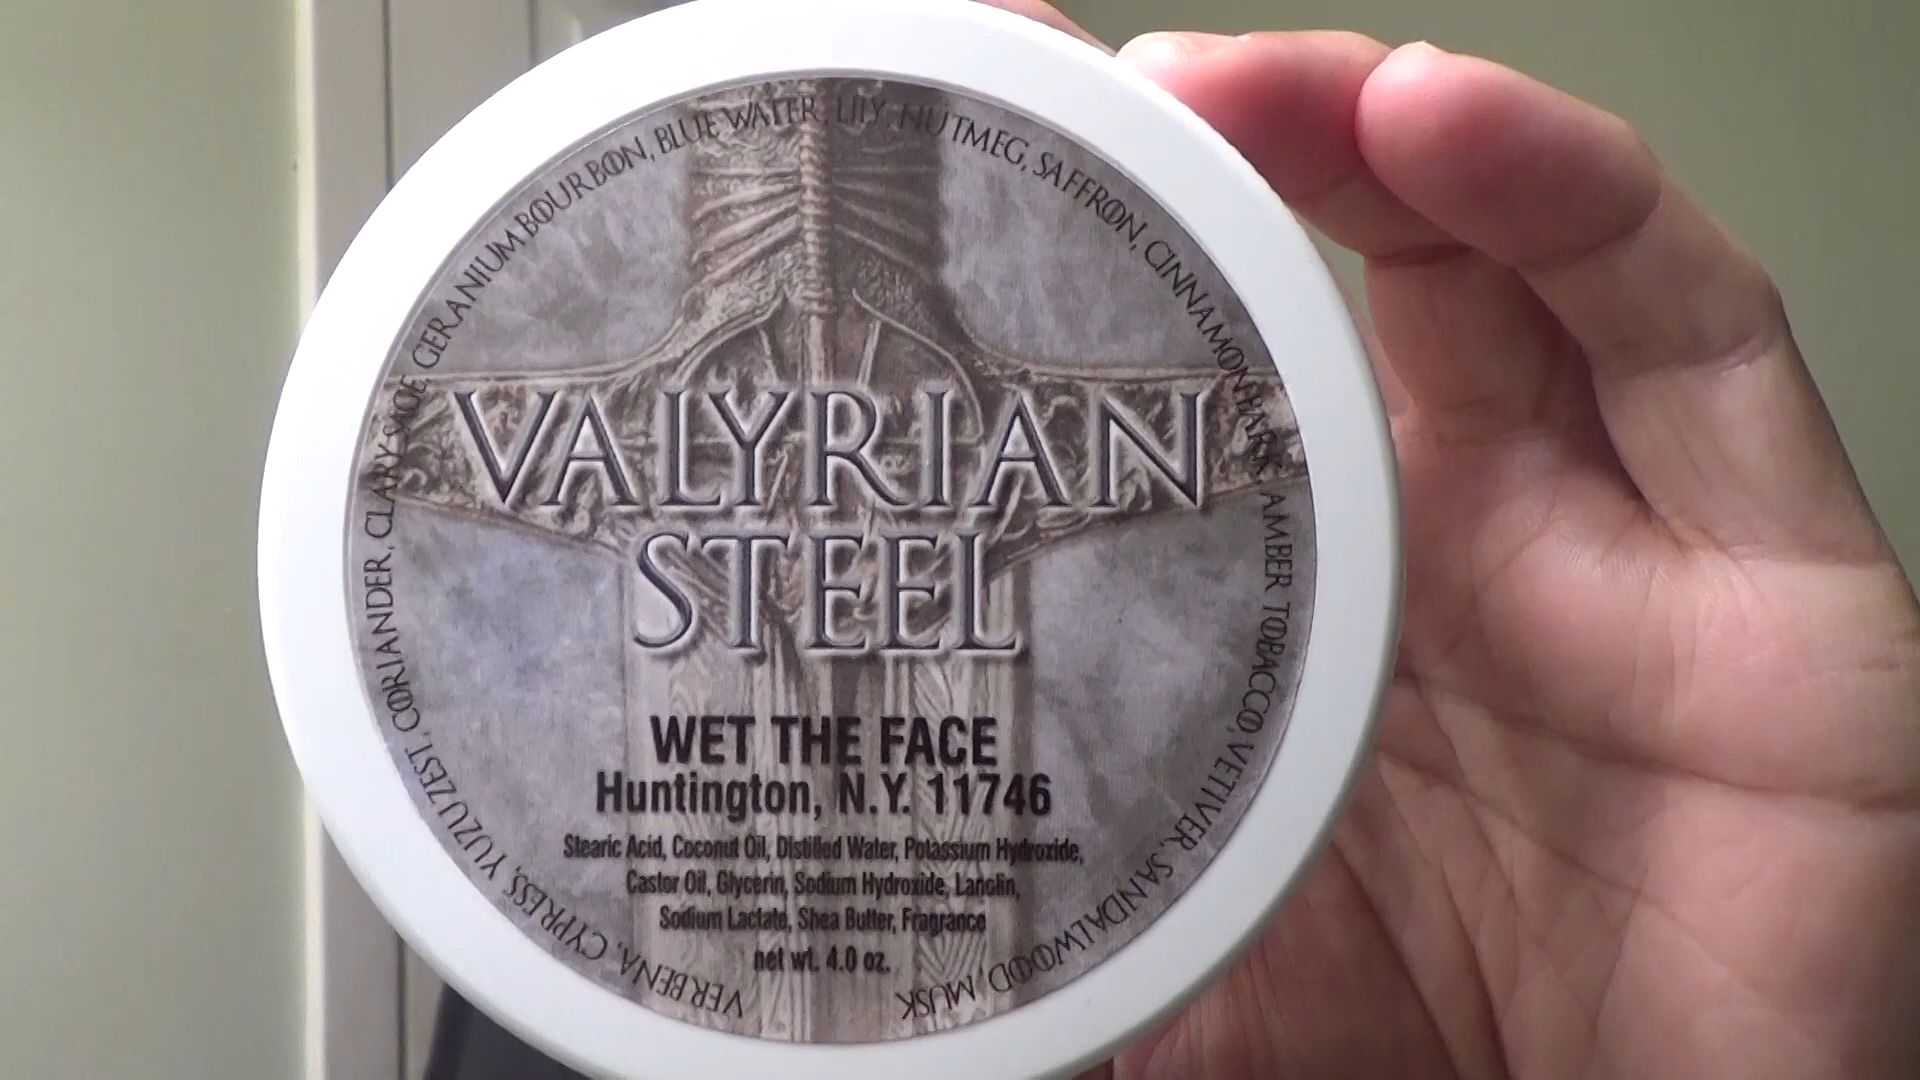 VERBENA, CYPRESS, YUZU ZEST, CORIANDER, CLARY SAGE, GERANIUM BOURBON, BLUE WATER, LILY, NUTMEG, SAFFRON, CINNAMON BARK, AMBER TOBACCO, VETIVER, SANDALWOOD, MUSK
VALYRIAN
STEEL
WET THE FACE
Huntington, N.Y. 11746
Stearic Acid, Coconut Oil, Distilled Water, Potassium Hydroxide,
Castor Oil, Glycerin, Sodium Hydroxide, Lanolin,
Sodium Lactate, Shea Butter, Fragrance
net wt. 4.0 oz.